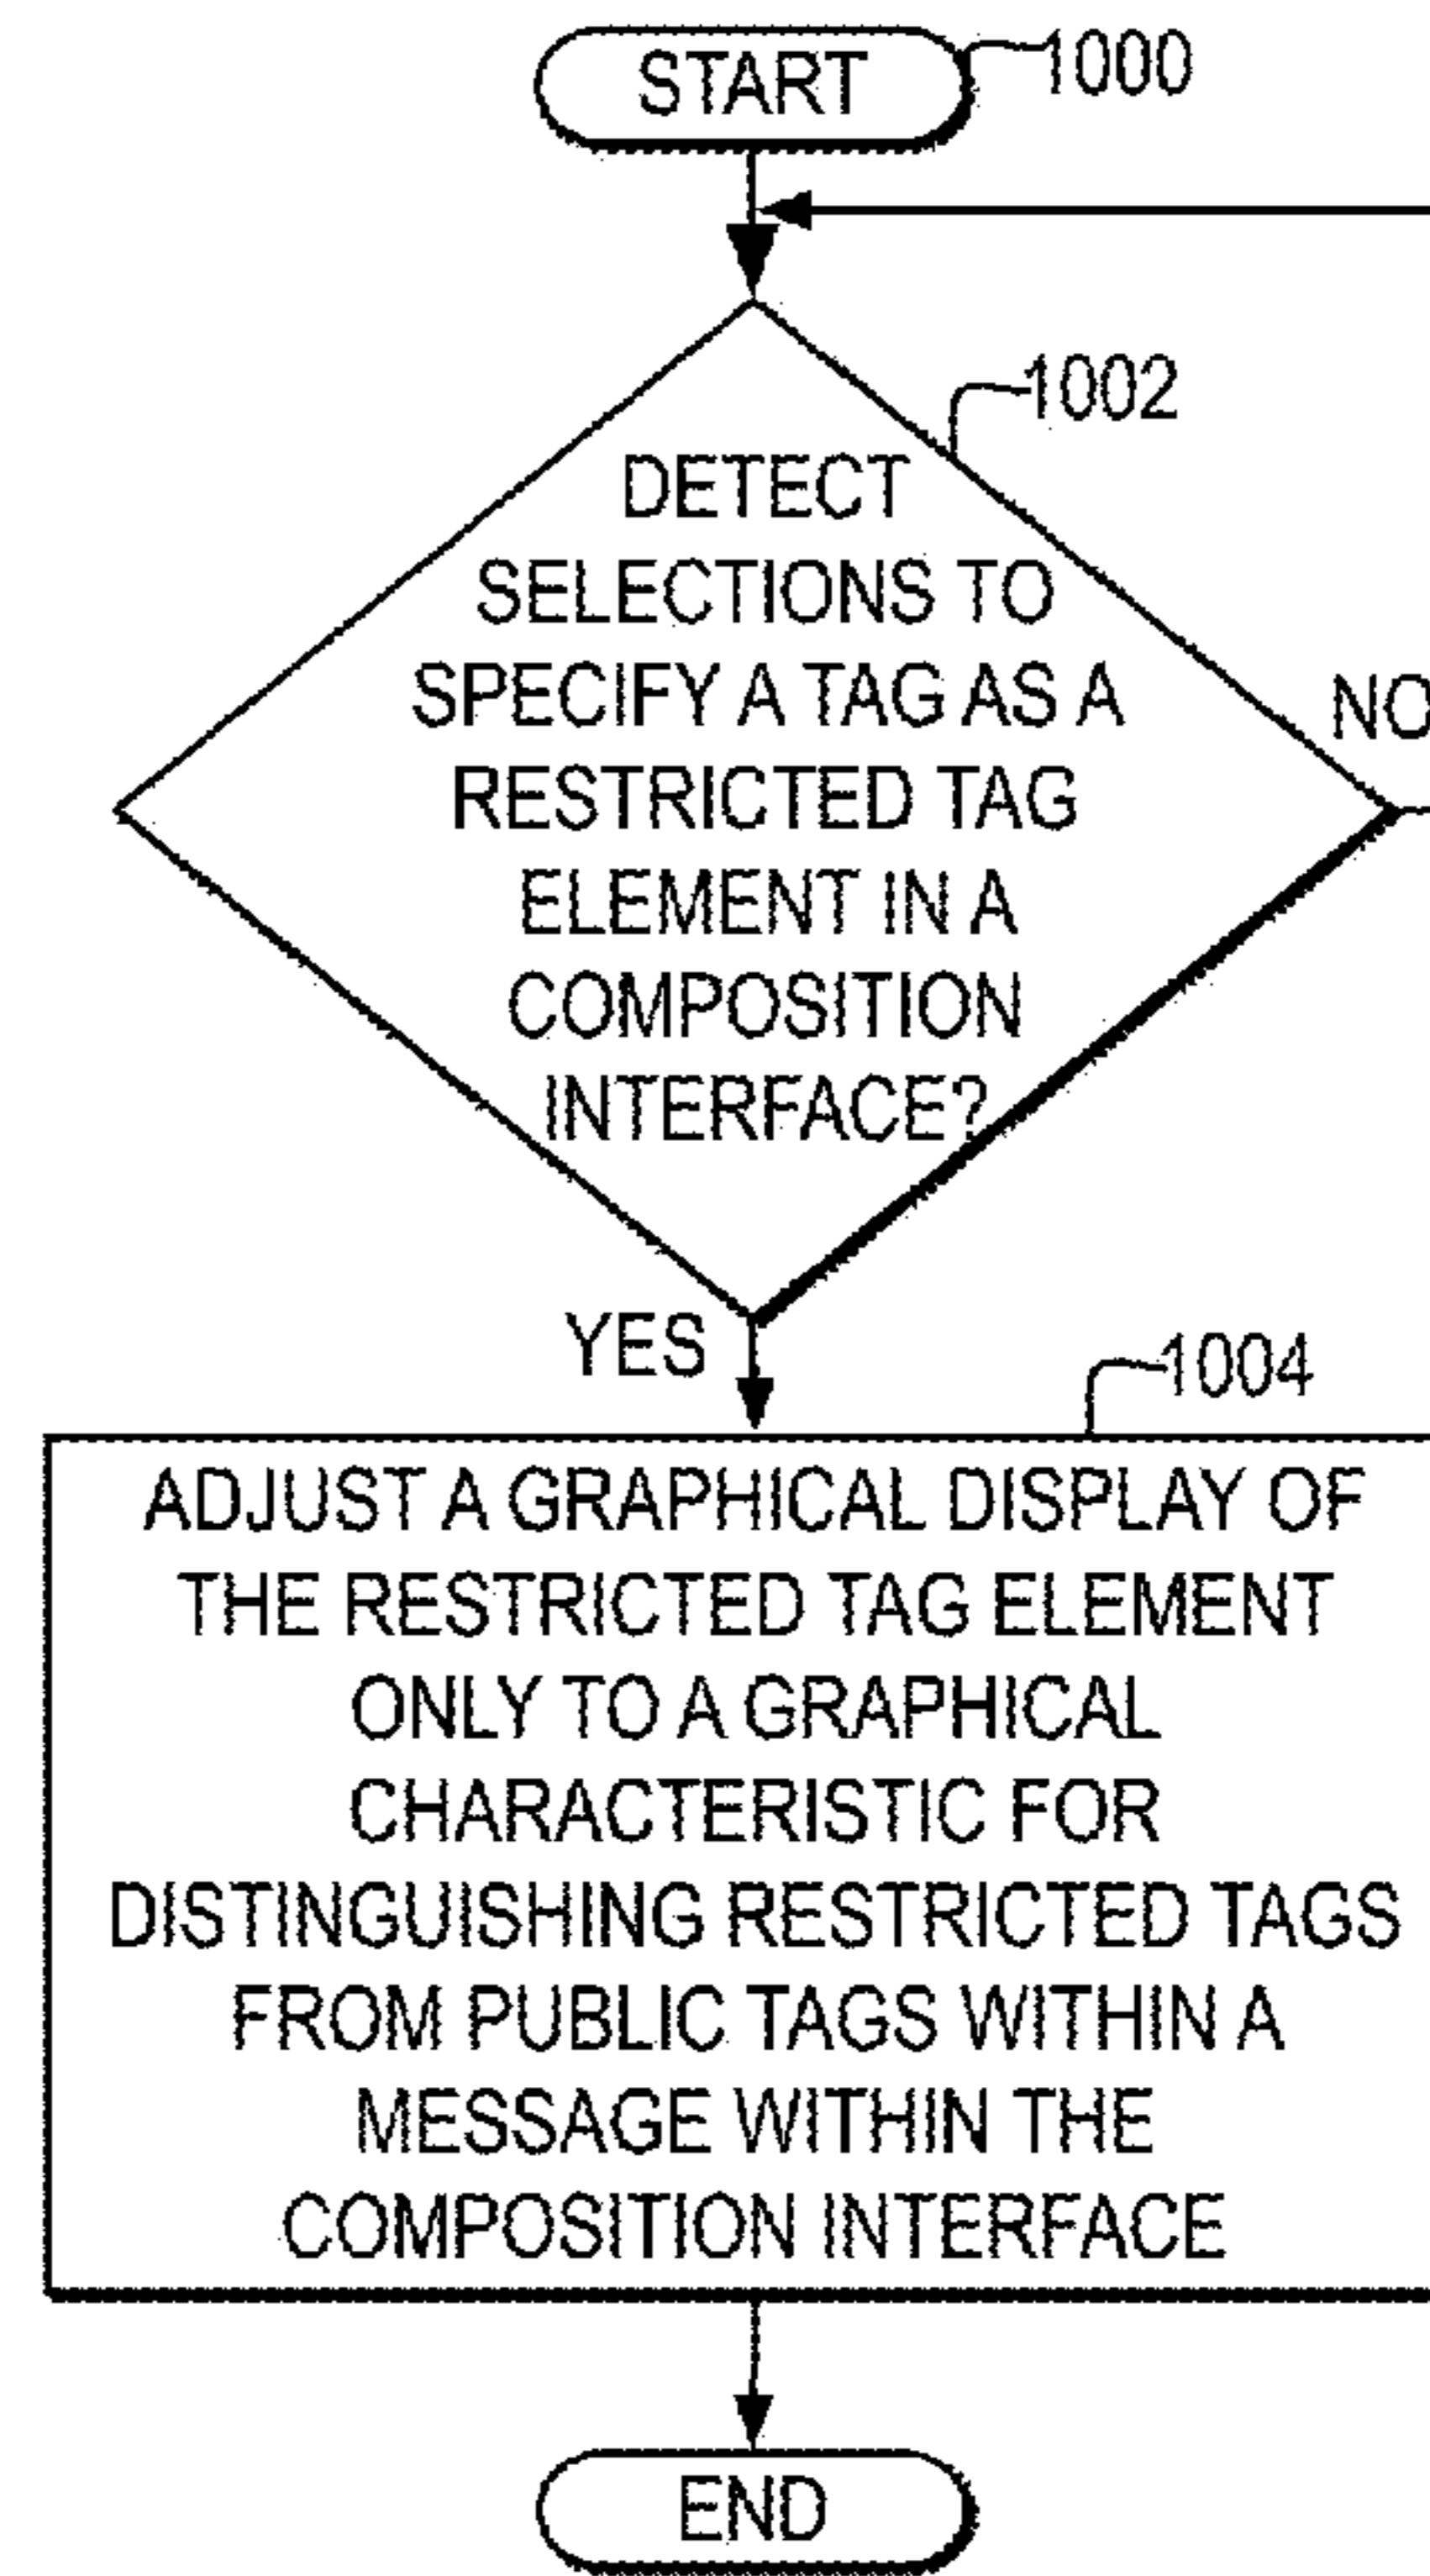 START
1000
1002
DETECT
SELECTIONS TO
SPECIFY A TAG AS A
RESTRICTED TAG
ELEMENT IN A
COMPOSITION
INTERFACE?
NO
YES
1004
ADJUST A GRAPHICAL DISPLAY OF
THE RESTRICTED TAG ELEMENT
ONLY TO A GRAPHICAL
CHARACTERISTIC FOR
DISTINGUISHING RESTRICTED TAGS
FROM PUBLIC TAGS WITHIN A
MESSAGE WITHIN THE
COMPOSITION INTERFACE
END